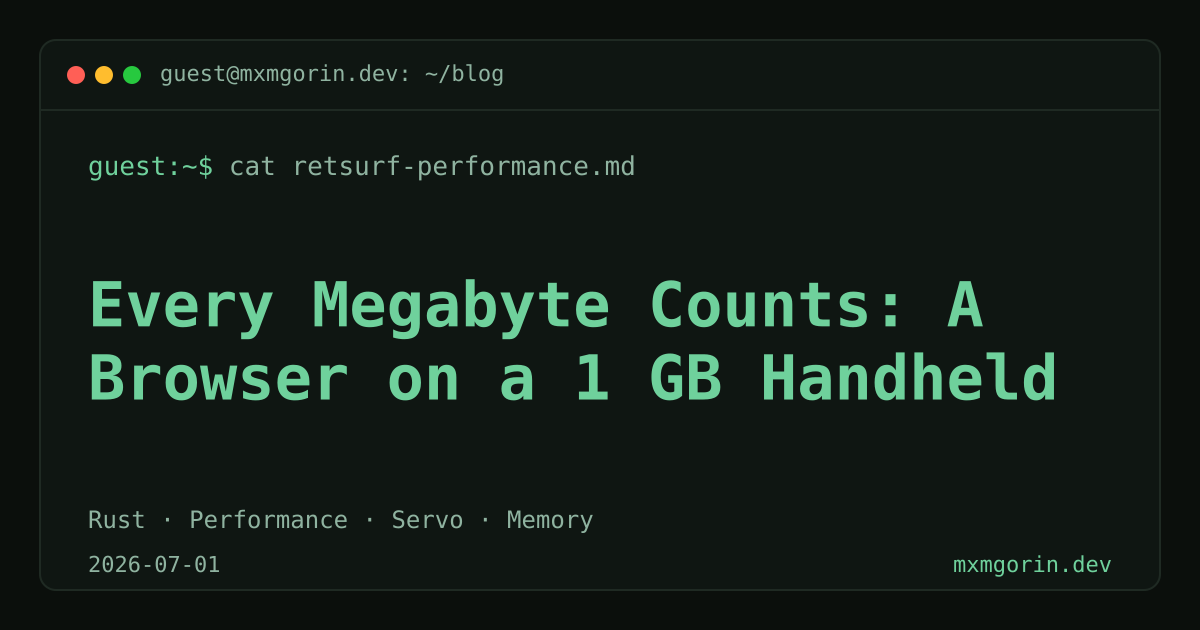 guest@mxmgorin.dev: ~/blog
guest:~$ cat retsurf-performance.md
Every Megabyte Counts: A
Browser on a 1 GB Handheld
Rust · Performance · Servo · Memory
2026-07-01
mxmgorin.dev